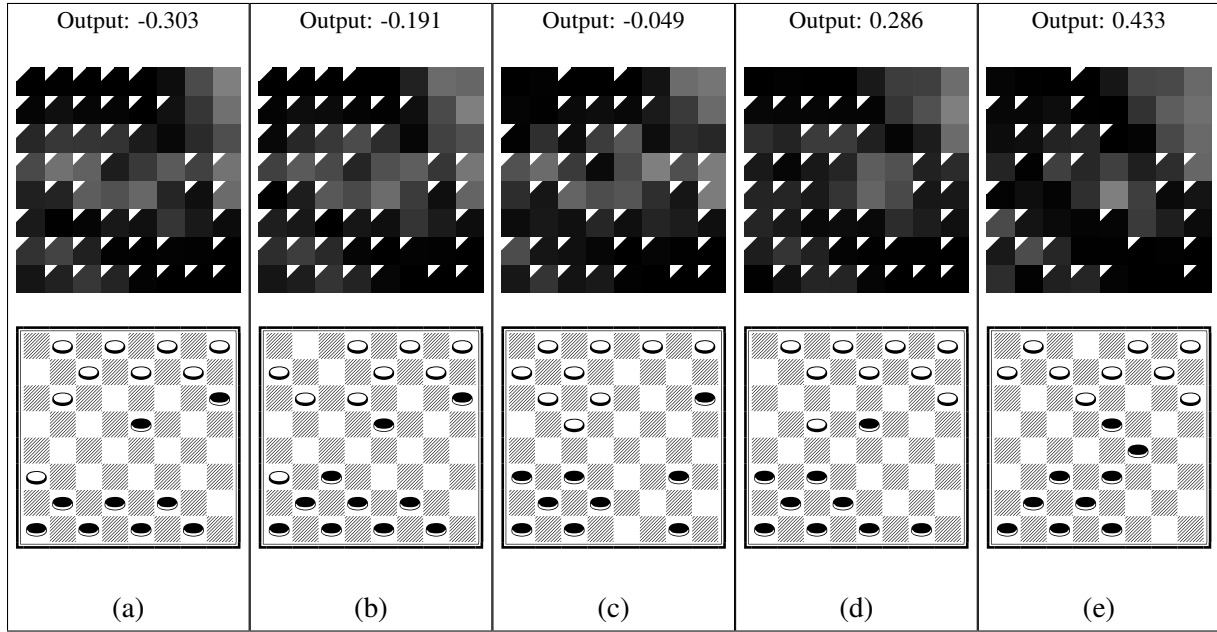 Output: -0.303
Output: -0.191
Output: -0.049
Output: 0.286
Output: 0.433
(a)
(b)
(c)
(d)
(e)